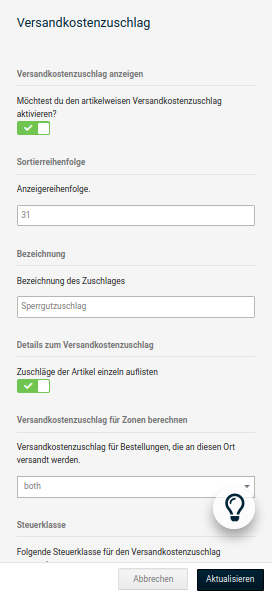 Versandkostenzuschlag
Versandkostenzuschlag anzeigen
Möchtest du den artikelweisen Versandkostenzuschlag
aktivieren?
Sortierreihenfolge
Anzeigereihenfolge.
31
Bezeichnung
Bezeichnung des Zuschlages
Sperrgutzuschlag
Details zum Versandkostenzuschlag
Zuschläge der Artikel einzeln auflisten
Versandkostenzuschlag für Zonen berechnen
Versandkostenzuschlag für Bestellungen, die an diesen Ort
versandt werden.
both
Steuerklasse
Folgende Steuerklasse für den Versandkostenzuschlag
Abbrechen
Aktualisieren